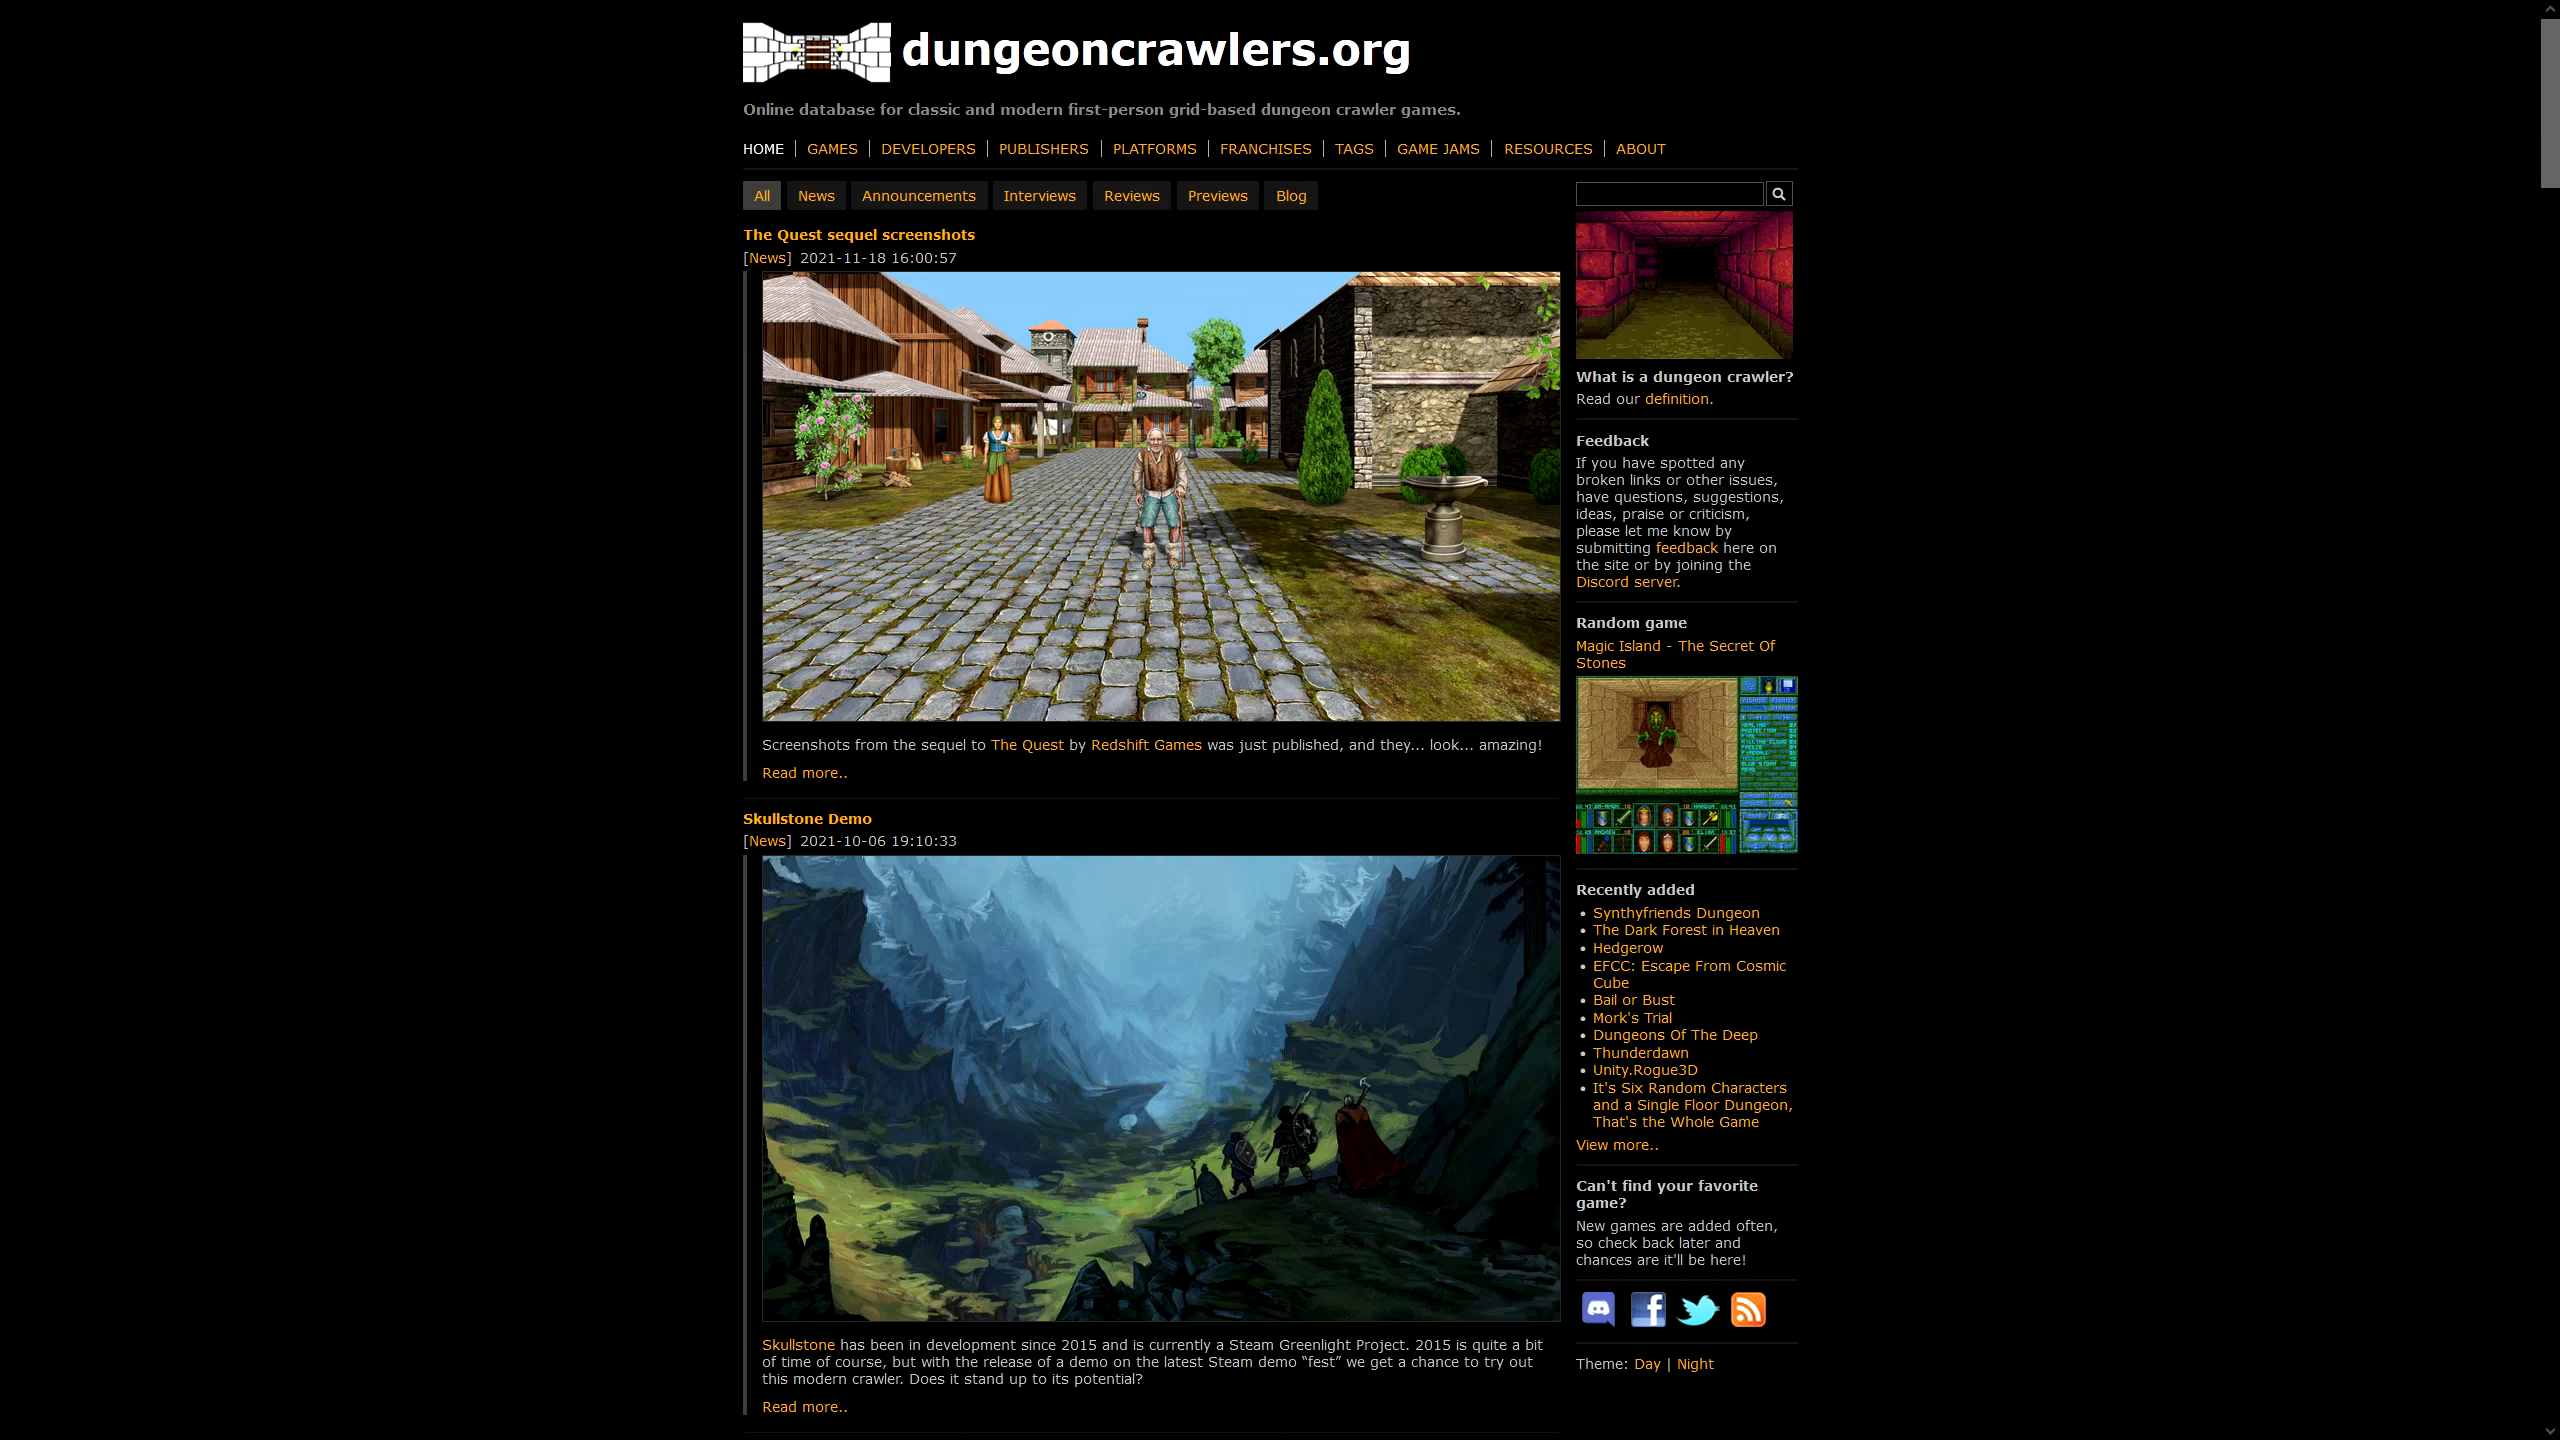 dungeoncrawlers.org
Online database for classic and modern first-person grid-based dungeon crawler games.
HOME
GAMES
DEVELOPERS
PUBLISHERS
PLATFORMS
FRANCHISES
TAGS
GAME JAMS
RESOURCES
ABOUT
All
News
Announcements
Interviews
Reviews
Previews
Blog
The Quest sequel screenshots
[News] 2021-11-18 16:00:57
Screenshots from the sequel to The Quest by Redshift Games was just published, and they... look... amazing!
Read more..
Skullstone Demo
[News] 2021-10-06 19:10:33
Skullstone has been in development since 2015 and is currently a Steam Greenlight Project. 2015 is quite a bit
of time of course, but with the release of a demo on the latest Steam demo “fest” we get a chance to try out
this modern crawler. Does it stand up to its potential?
Read more..
What is a dungeon crawler?
Read our definition.
Feedback
If you have spotted any
broken links or other issues,
have questions, suggestions,
ideas, praise or criticism,
please let me know by
submitting feedback here on
the site or by joining the
Discord server.
Random game
Magic Island - The Secret Of
Stones
Recently added
Synthyfriends Dungeon
The Dark Forest in Heaven
Hedgerow
EFCC: Escape From Cosmic
Cube
Bail or Bust
Mork's Trial
Dungeons Of The Deep
Thunderdawn
Unity.Rogue3D
It's Six Random Characters
and a Single Floor Dungeon,
That's the Whole Game
View more..
Can't find your favorite
game?
New games are added often,
so check back later and
chances are it'll be here!
Theme: Day | Night